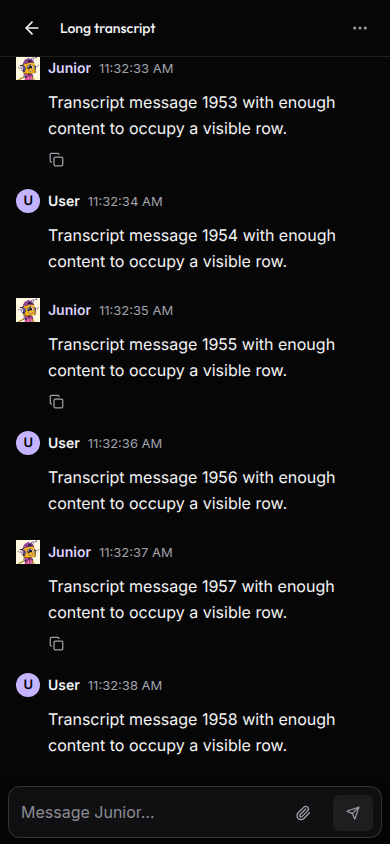 Long transcript
Junior 11:32:33 AM
Transcript message 1953 with enough
content to occupy a visible row.
U User 11:32:34 AM
Transcript message 1954 with enough
content to occupy a visible row.
Junior 11:32:35 AM
Transcript message 1955 with enough
content to occupy a visible row.
U User 11:32:36 AM
Transcript message 1956 with enough
content to occupy a visible row.
Junior 11:32:37 AM
Transcript message 1957 with enough
content to occupy a visible row.
U User 11:32:38 AM
Transcript message 1958 with enough
content to occupy a visible row.
Message Junior...